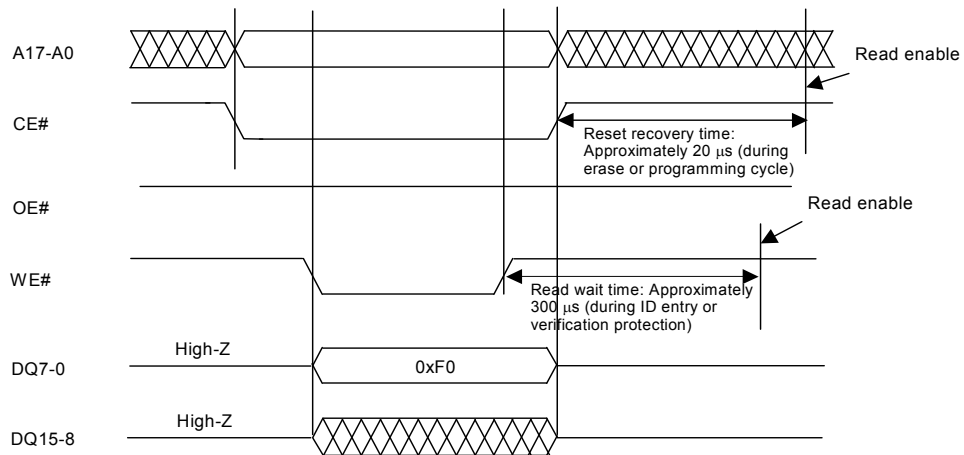 A17-A0
Read enable
CE#
Reset recovery time:
Approximately 20 μs (during
erase or programming cycle)
OE#
Read enable
WE#
Read wait time: Approximately
300 μs (during ID entry or
verification protection)
High-Z
DQ7-0
0xF0
High-Z
DQ15-8